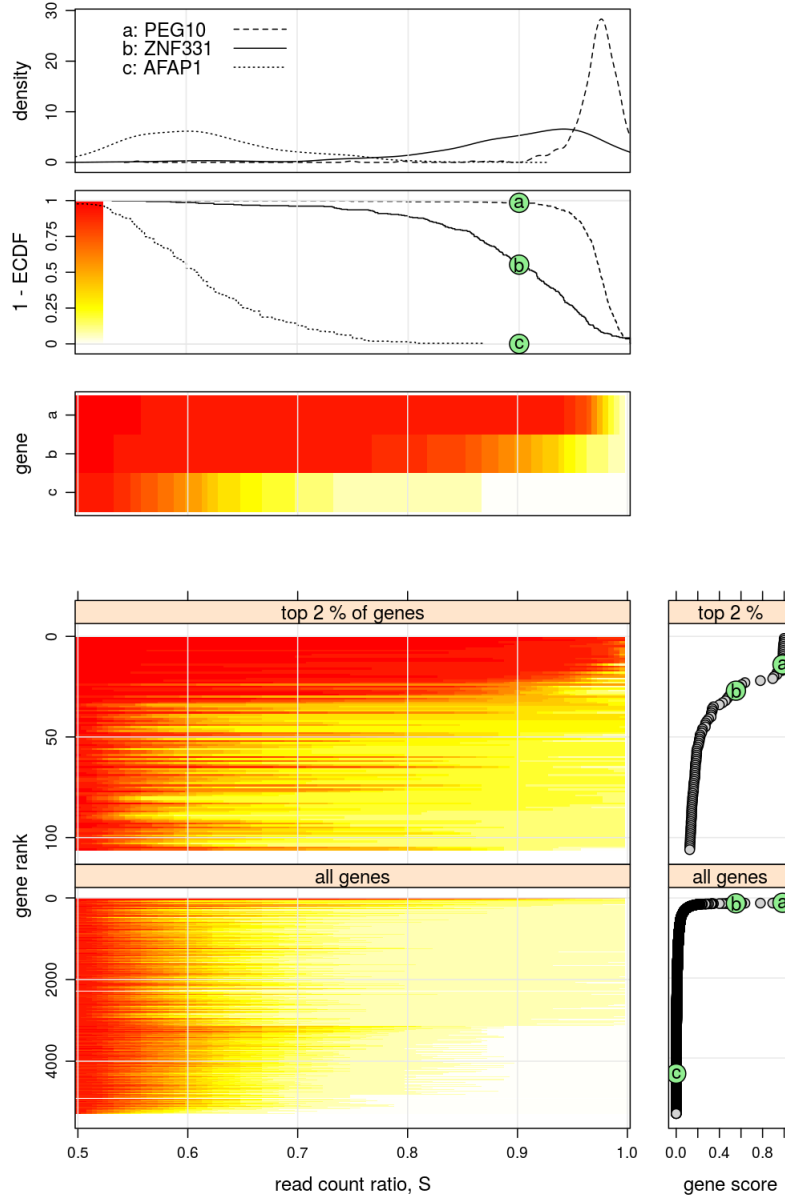 density
0 10 20 30
a: PEG10
b: ZNF331
c: AFAP1
1 - ECDF
0 0.25 0.5 0.75 1
a
b
c
gene
a
b
c
top 2 % of genes
top 2 %
gene rank
0
50
100
a
b
all genes
all genes
0
2000
4000
b
a
c
0.5 0.6 0.7 0.8 0.9 1.0
0.0 0.4 0.8
read count ratio, S
gene score